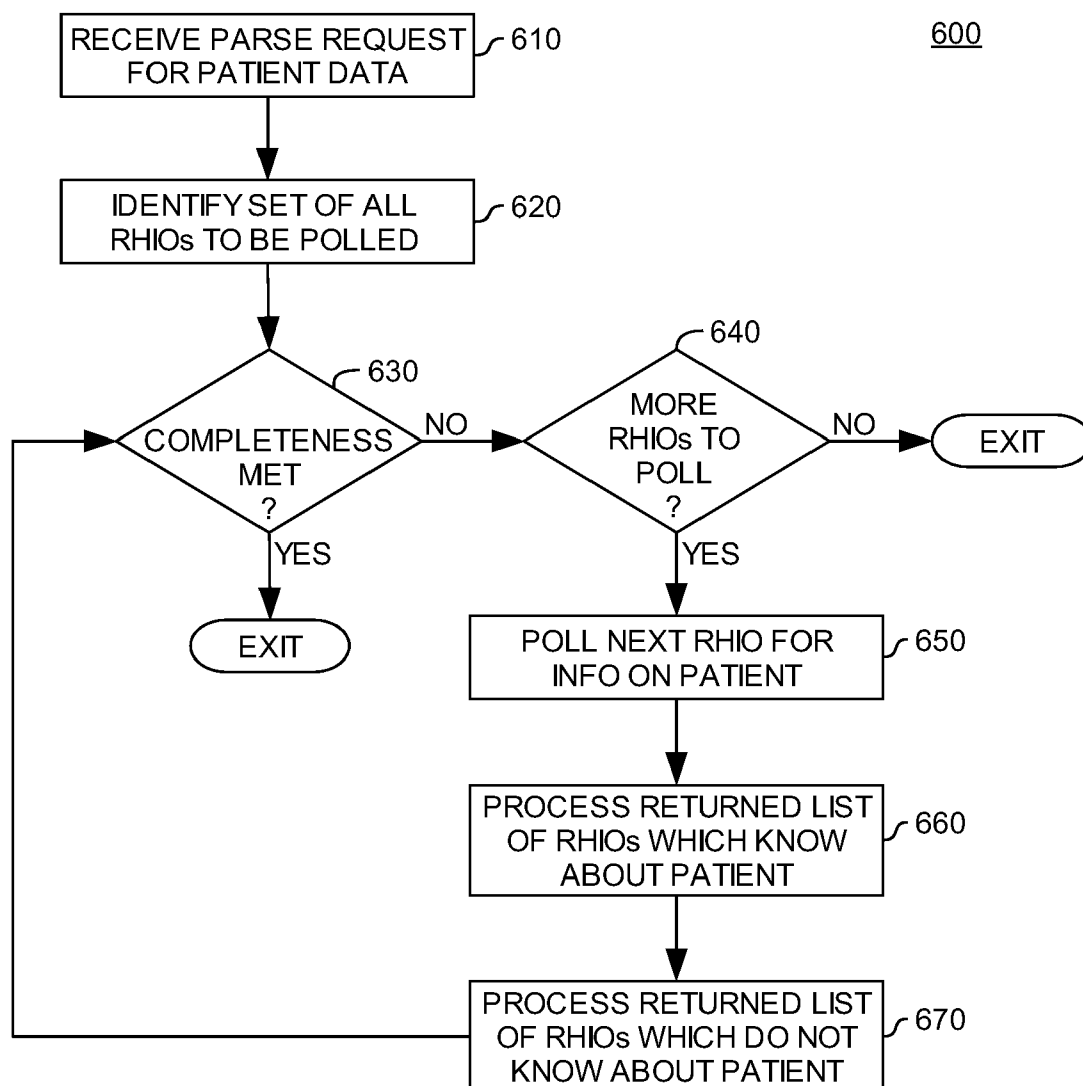 600
RECEIVE PARSE REQUEST
FOR PATIENT DATA
610
IDENTIFY SET OF ALL
RHIOs TO BE POLLED
620
630
COMPLETENESS
MET
?
NO
YES
EXIT
640
MORE
RHIOs TO
POLL
?
NO
EXIT
YES
POLL NEXT RHIO FOR
INFO ON PATIENT
650
PROCESS RETURNED LIST
OF RHIOs WHICH KNOW
ABOUT PATIENT
660
PROCESS RETURNED LIST
OF RHIOs WHICH DO NOT
KNOW ABOUT PATIENT
670